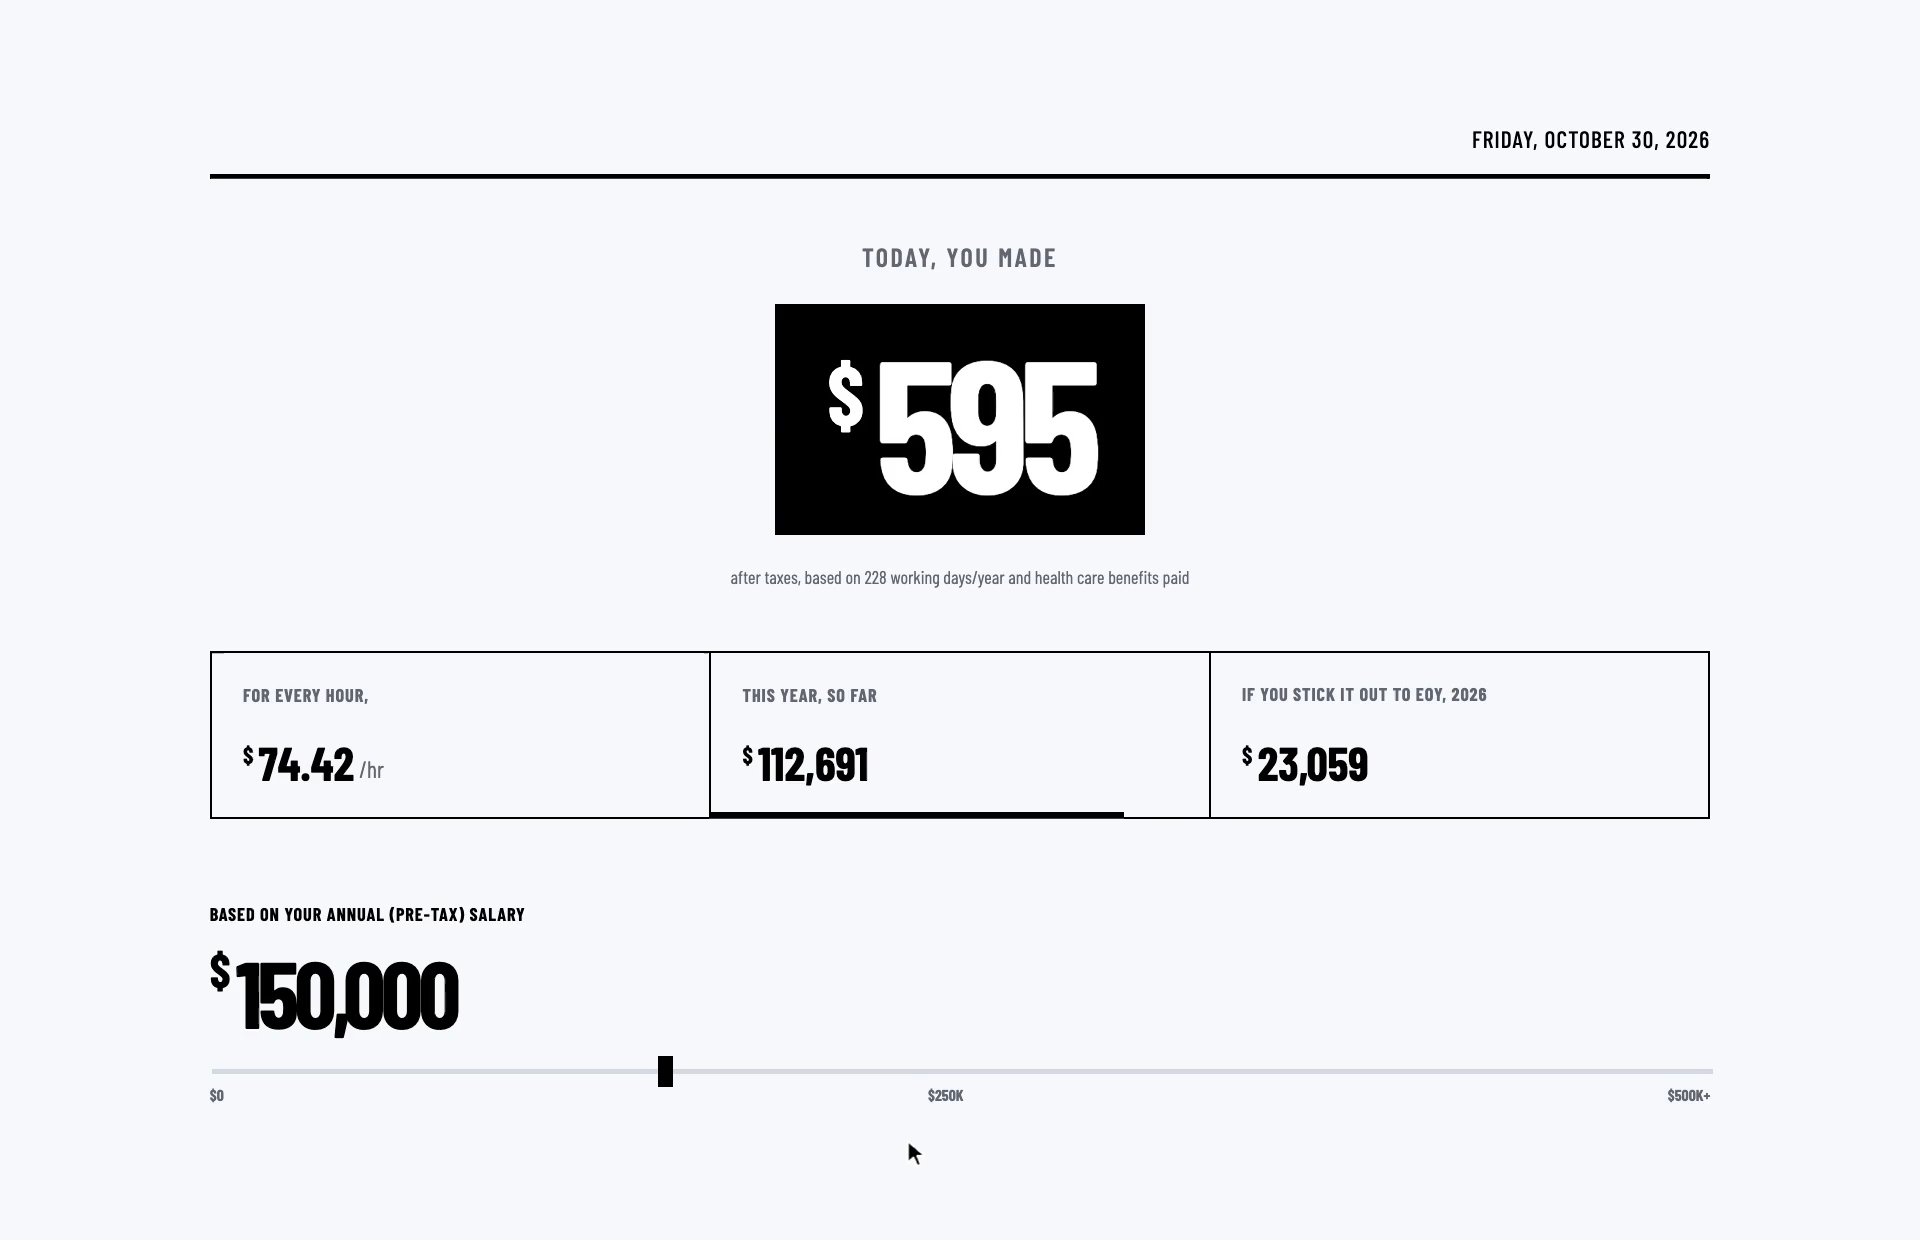 FRIDAY, OCTOBER 30, 2026
TODAY, YOU MADE
$595
after taxes, based on 228 working days/year and health care benefits paid
FOR EVERY HOUR,
$74.42 /hr
THIS YEAR, SO FAR
$112,691
IF YOU STICK IT OUT TO EOY, 2026
$23,059
BASED ON YOUR ANNUAL (PRE-TAX) SALARY
$150,000
$0 $250K $500K+